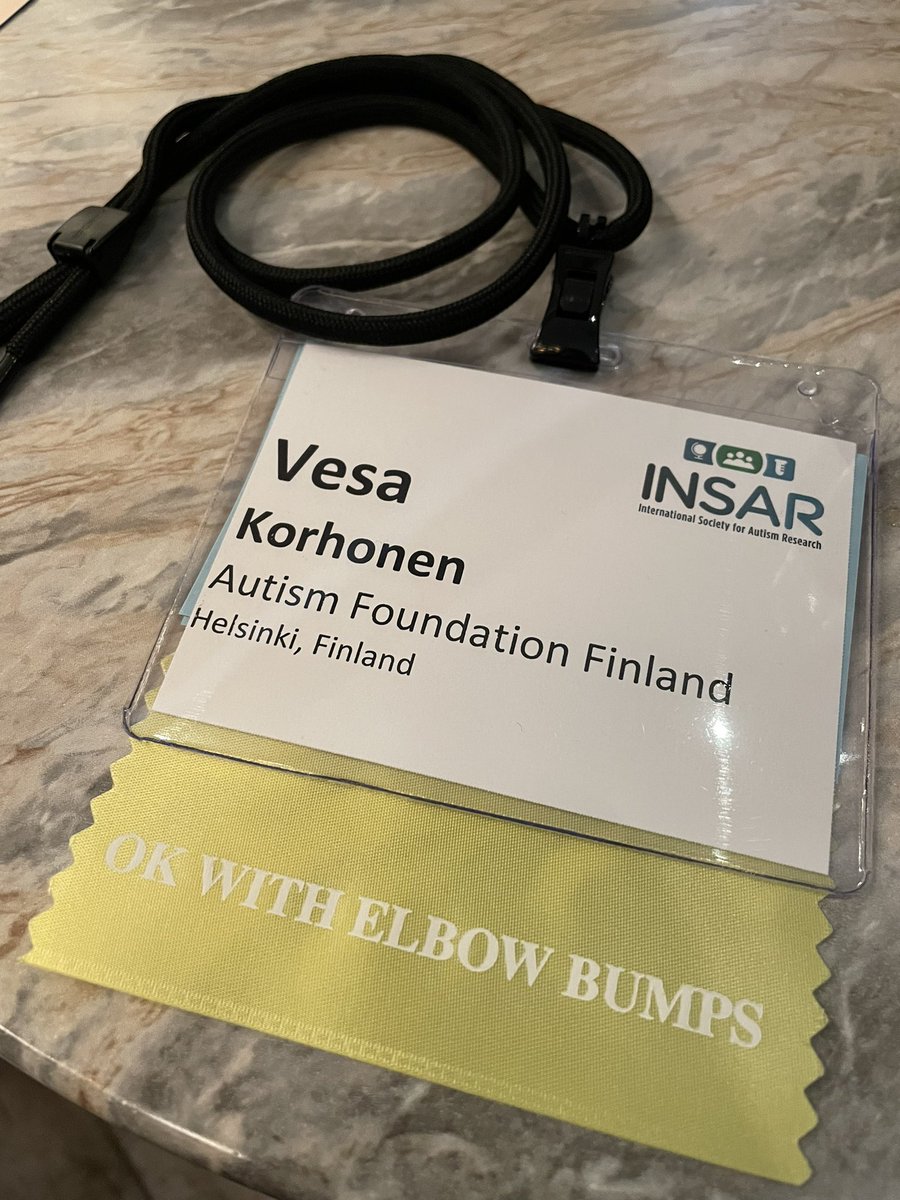 Vesa
Korhonen
Autism Foundation Finland
Helsinki, Finland
INSAR
International Society for Autism Research
OK WITH ELBOW BUMPS